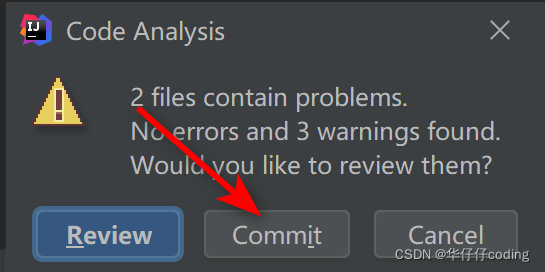 IJ
Code Analysis
2 files contain problems.
No errors and 3 warnings found.
Would you like to review them?
Review Commit Cancel
CSDN @华仔仔coding